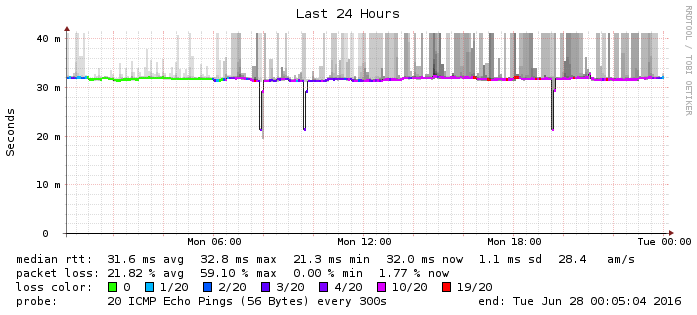 Last 24 Hours
RRDTOOL / TOBI OETIKER
Seconds
40 m
30 m
20 m
10 m
0
Mon 06:00 Mon 12:00 Mon 18:00 Tue 00:00
median rtt: 31.6 ms avg 32.8 ms max 21.3 ms min 32.0 ms now 1.1 ms sd 28.4 am/s
packet loss: 21.82 % avg 59.10 % max 0.00 % min 1.77 % now
loss color: 0 1/20 2/20 3/20 4/20 10/20 19/20
probe: 20 ICMP Echo Pings (56 Bytes) every 300s end: Tue Jun 28 00:05:04 2016